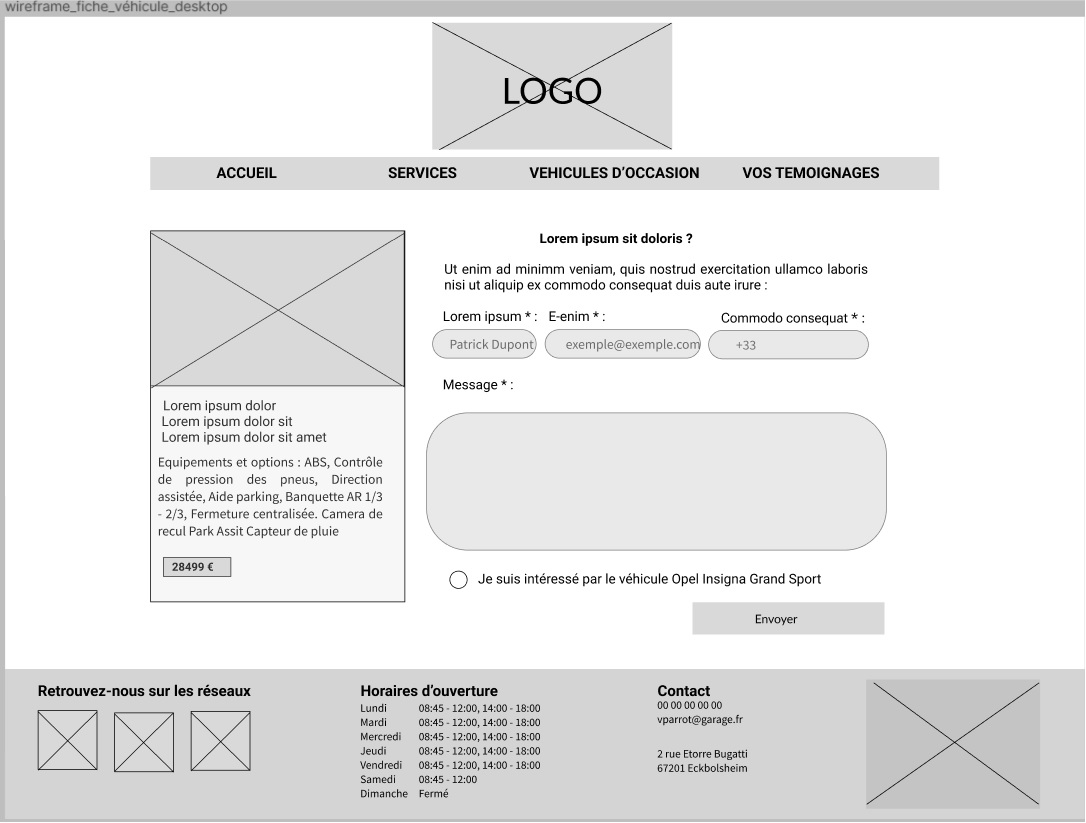 wireframe_fiche_véhicule_desktop
LOGO
ACCUEIL SERVICES VEHICULES D’OCCASION VOS TEMOIGNAGES
Lorem ipsum dolor
Lorem ipsum dolor sit
Lorem ipsum dolor sit amet
Equipements et options : ABS, Contrôle
de pression des pneus, Direction
assistée, Aide parking, Banquette AR 1/3
- 2/3, Fermeture centralisée. Camera de
recul Park Assit Capteur de pluie
28499 €
Lorem ipsum sit doloris ?
Ut enim ad minimm veniam, quis nostrud exercitation ullamco laboris
nisi ut aliquip ex commodo consequat duis aute irure :
Lorem ipsum * : E-enim * : Commodo consequat * :
Patrick Dupont exemple@exemple.com +33
Message * :
Je suis intéressé par le véhicule Opel Insigna Grand Sport
Envoyer
Retrouvez-nous sur les réseaux
Horaires d’ouverture
Lundi 08:45 - 12:00, 14:00 - 18:00
Mardi 08:45 - 12:00, 14:00 - 18:00
Mercredi 08:45 - 12:00, 14:00 - 18:00
Jeudi 08:45 - 12:00, 14:00 - 18:00
Vendredi 08:45 - 12:00, 14:00 - 18:00
Samedi 08:45 - 12:00
Dimanche Fermé
Contact
00 00 00 00 00
vparrot@garage.fr
2 rue Etorre Bugatti
67201 Eckbolsheim